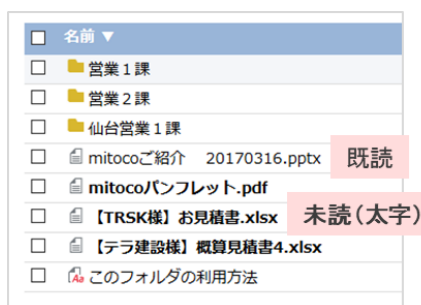 名前 ▼
営業１課
営業２課
仙台営業１課
mitocoご紹介　20170316.pptx
既読
mitocoパンフレット.pdf
【TRSK様】お見積書.xlsx
未読（太字）
【テラ建設様】概算見積書4.xlsx
このフォルダの利用方法